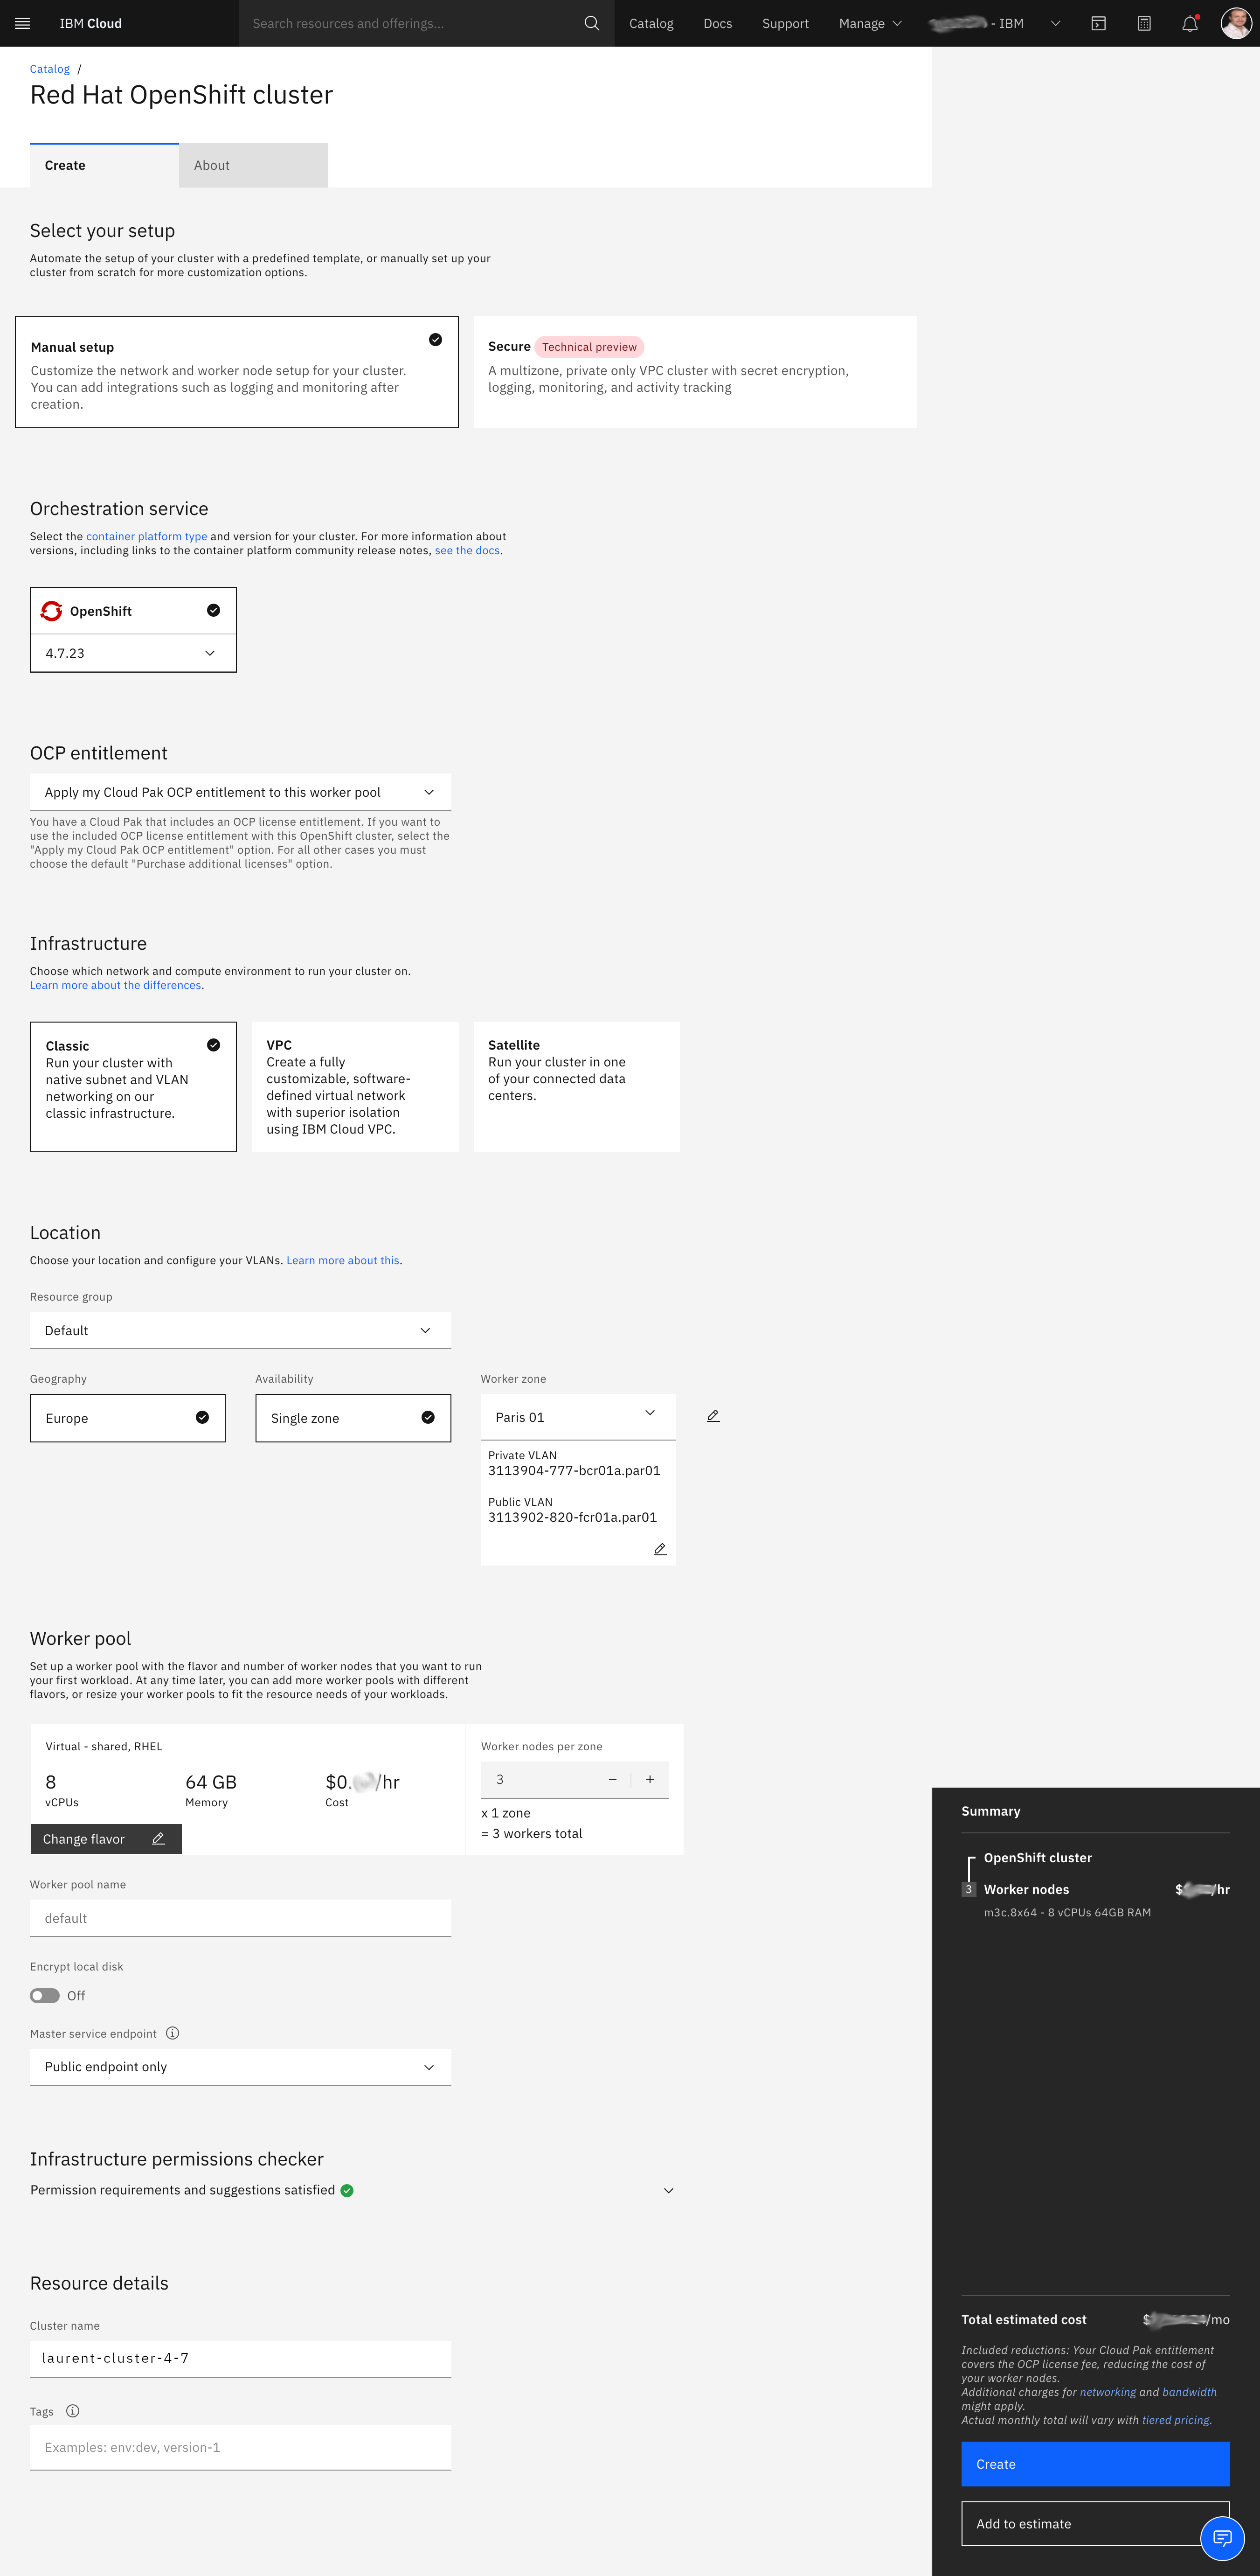 IBM Cloud
Search resources and offerings...
Catalog
Docs
Support
Manage
- IBM
Catalog /
Red Hat OpenShift cluster
Create
About
Select your setup
Automate the setup of your cluster with a predefined template, or manually set up your
cluster from scratch for more customization options.
Manual setup
Customize the network and worker node setup for your cluster.
You can add integrations such as logging and monitoring after
creation.
Secure Technical preview
A multizone, private only VPC cluster with secret encryption,
logging, monitoring, and activity tracking
Orchestration service
Select the container platform type and version for your cluster. For more information about
versions, including links to the container platform community release notes, see the docs.
OpenShift
4.7.23
OCP entitlement
Apply my Cloud Pak OCP entitlement to this worker pool
You have a Cloud Pak that includes an OCP license entitlement. If you want to
use the included OCP license entitlement with this OpenShift cluster, select the
"Apply my Cloud Pak OCP entitlement" option. For all other cases you must
choose the default "Purchase additional licenses" option.
Infrastructure
Choose which network and compute environment to run your cluster on.
Learn more about the differences.
Classic
Run your cluster with
native subnet and VLAN
networking on our
classic infrastructure.
VPC
Create a fully
customizable, software-
defined virtual network
with superior isolation
using IBM Cloud VPC.
Satellite
Run your cluster in one
of your connected data
centers.
Location
Choose your location and configure your VLANs. Learn more about this.
Resource group
Default
Geography
Europe
Availability
Single zone
Worker zone
Paris 01
Private VLAN
3113904-777-bcr01a.par01
Public VLAN
3113902-820-fcr01a.par01
Worker pool
Set up a worker pool with the flavor and number of worker nodes that you want to run
your first workload. At any time later, you can add more worker pools with different
flavors, or resize your worker pools to fit the resource needs of your workloads.
Virtual - shared, RHEL
8
vCPUs
64 GB
Memory
$0. /hr
Cost
Change flavor
Worker nodes per zone
3
x 1 zone
= 3 workers total
Worker pool name
default
Encrypt local disk
Off
Master service endpoint
Public endpoint only
Infrastructure permissions checker
Permission requirements and suggestions satisfied
Resource details
Cluster name
laurent-cluster-4-7
Tags
Examples: env:dev, version-1
Summary
OpenShift cluster
3 Worker nodes $ /hr
m3c.8x64 - 8 vCPUs 64GB RAM
Total estimated cost $ /mo
Included reductions: Your Cloud Pak entitlement
covers the OCP license fee, reducing the cost of
your worker nodes.
Additional charges for networking and bandwidth
might apply.
Actual monthly total will vary with tiered pricing.
Create
Add to estimate